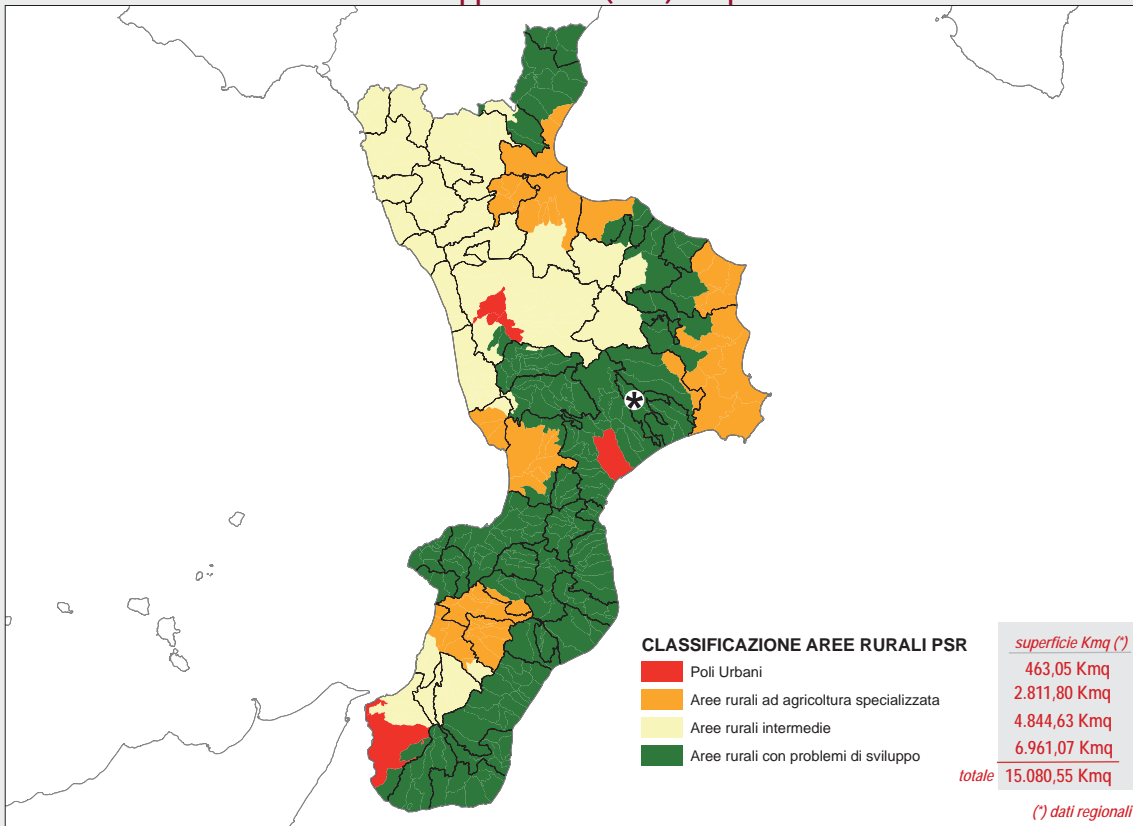 CLASSIFICAZIONE AREE RURALI PSR
superficie Kmq (*)
Poli Urbani
463,05 Kmq
Aree rurali ad agricoltura specializzata
2.811,80 Kmq
Aree rurali intermedie
4.844,63 Kmq
Aree rurali con problemi di sviluppo
6.961,07 Kmq
totale 15.080,55 Kmq
(*) dati regionali